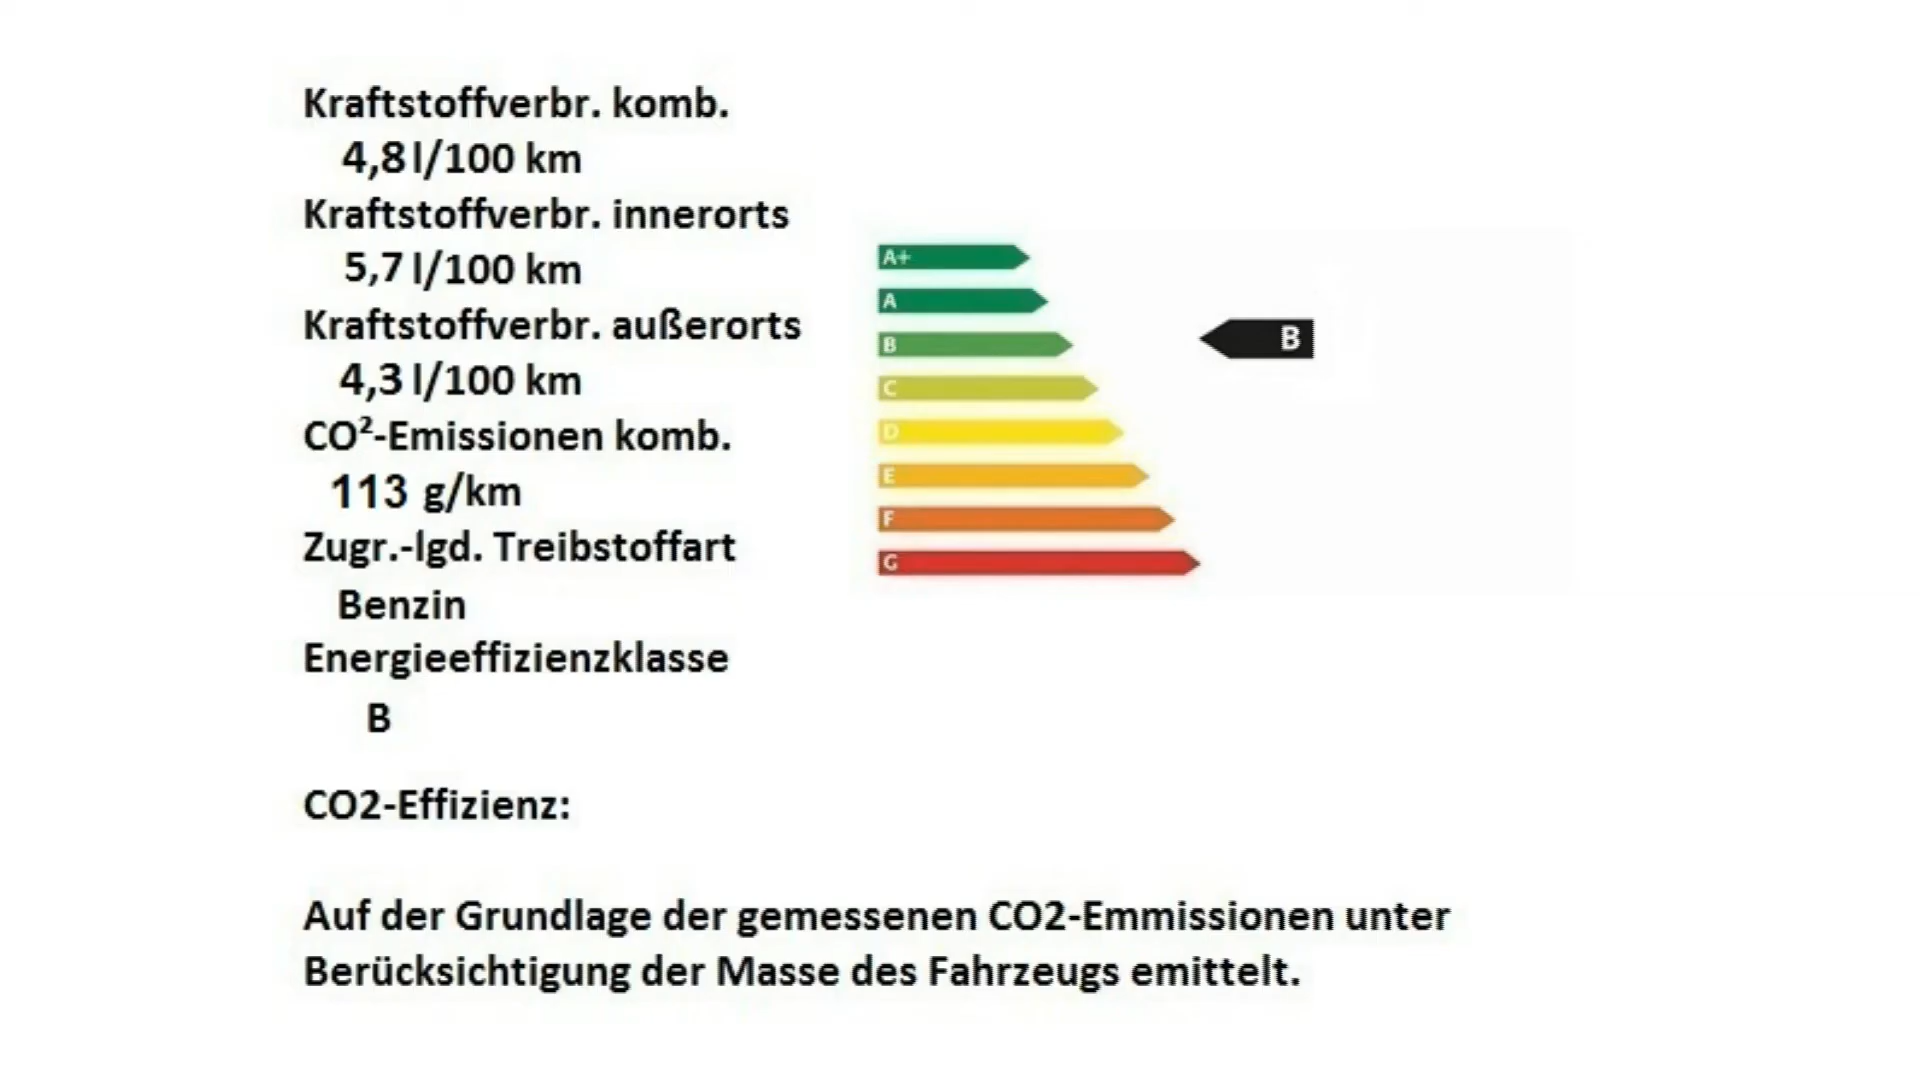 Kraftstoffverbr. komb.
4,8 l/100 km
Kraftstoffverbr. innerorts
5,7 l/100 km
Kraftstoffverbr. außerorts
4,3 l/100 km
CO²-Emissionen komb.
113 g/km
Zugr.-lgd. Treibstoffart
Benzin
Energieeffizienzklasse
B
A+
A
B
B
C
D
E
F
G
CO2-Effizienz:
Auf der Grundlage der gemessenen CO2-Emmissionen unter
Berücksichtigung der Masse des Fahrzeugs emittelt.